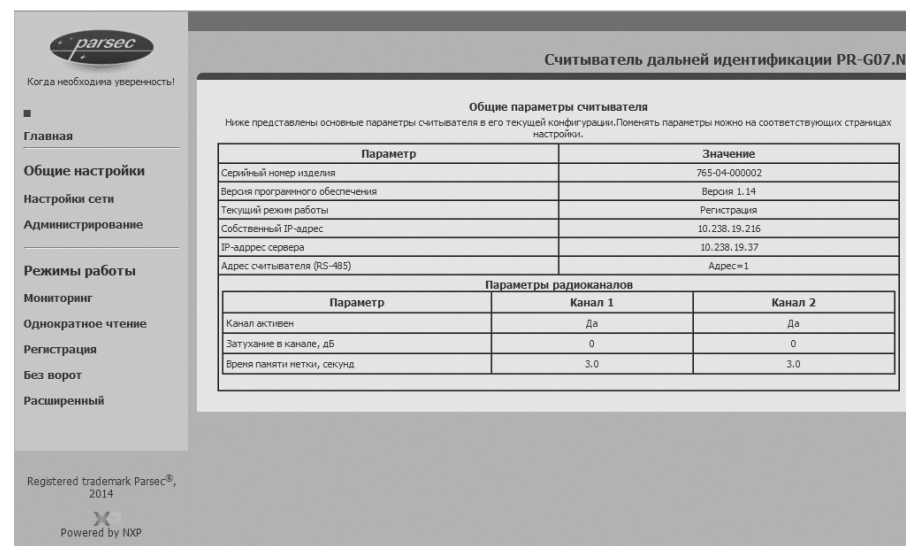 parsec
Когда необходима уверенность!
Считыватель дальней идентификации PR-G07.N
Главная
Общие настройки
Настройки сети
Администрирование
Режимы работы
Мониторинг
Однократное чтение
Регистрация
Без ворот
Расширенный
Registered trademark Parsec®,
2014
Powered by NXP
Общие параметры считывателя
Ниже представлены основные параметры считывателя в его текущей конфигурации.Поменять параметры можно на соответствующих страницах
настройки.
Параметр Значение
Серийный номер изделия 765-04-000002
Версия программного обеспечения Версия 1.14
Текущий режим работы Регистрация
Собственный IP-адрес 10.238.19.216
IP-адррес сервера 10.238.19.37
Адрес считывателя (RS-485) Адрес=1
Параметры радиоканалов
Параметр Канал 1 Канал 2
Канал активен Да Да
Затухание в канале, дБ 0 0
Время памяти метки, секунд 3.0 3.0